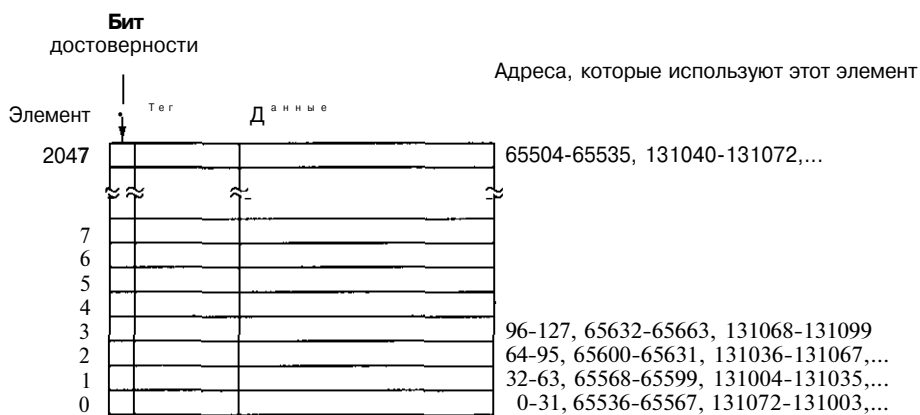 Бит
достоверности
Адреса, которые используют этот элемент
Элемент Тег Данные
2047 65504-65535, 131040-131072,...
7
6
5
4
3 96-127, 65632-65663, 131068-131099
2 64-95, 65600-65631, 131036-131067,...
1 32-63, 65568-65599, 131004-131035,...
0 0-31, 65536-65567, 131072-131003,...